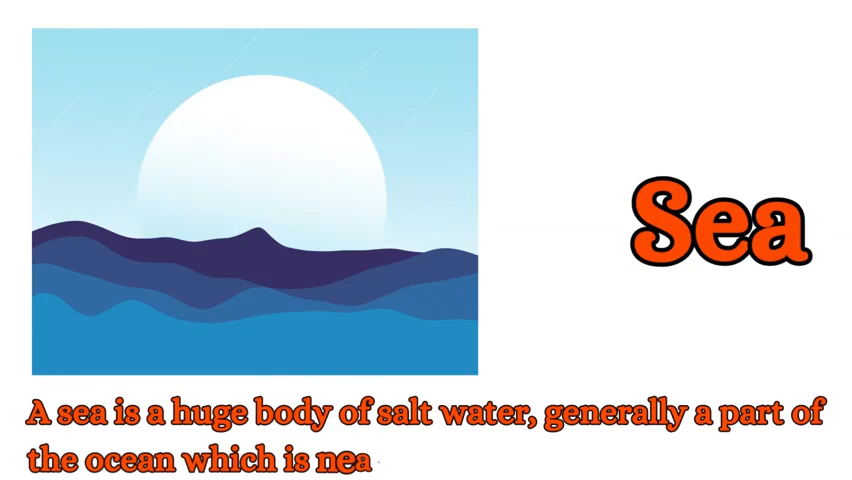 Sea
A sea is a huge body of salt water, generally a part of
the ocean which is nea